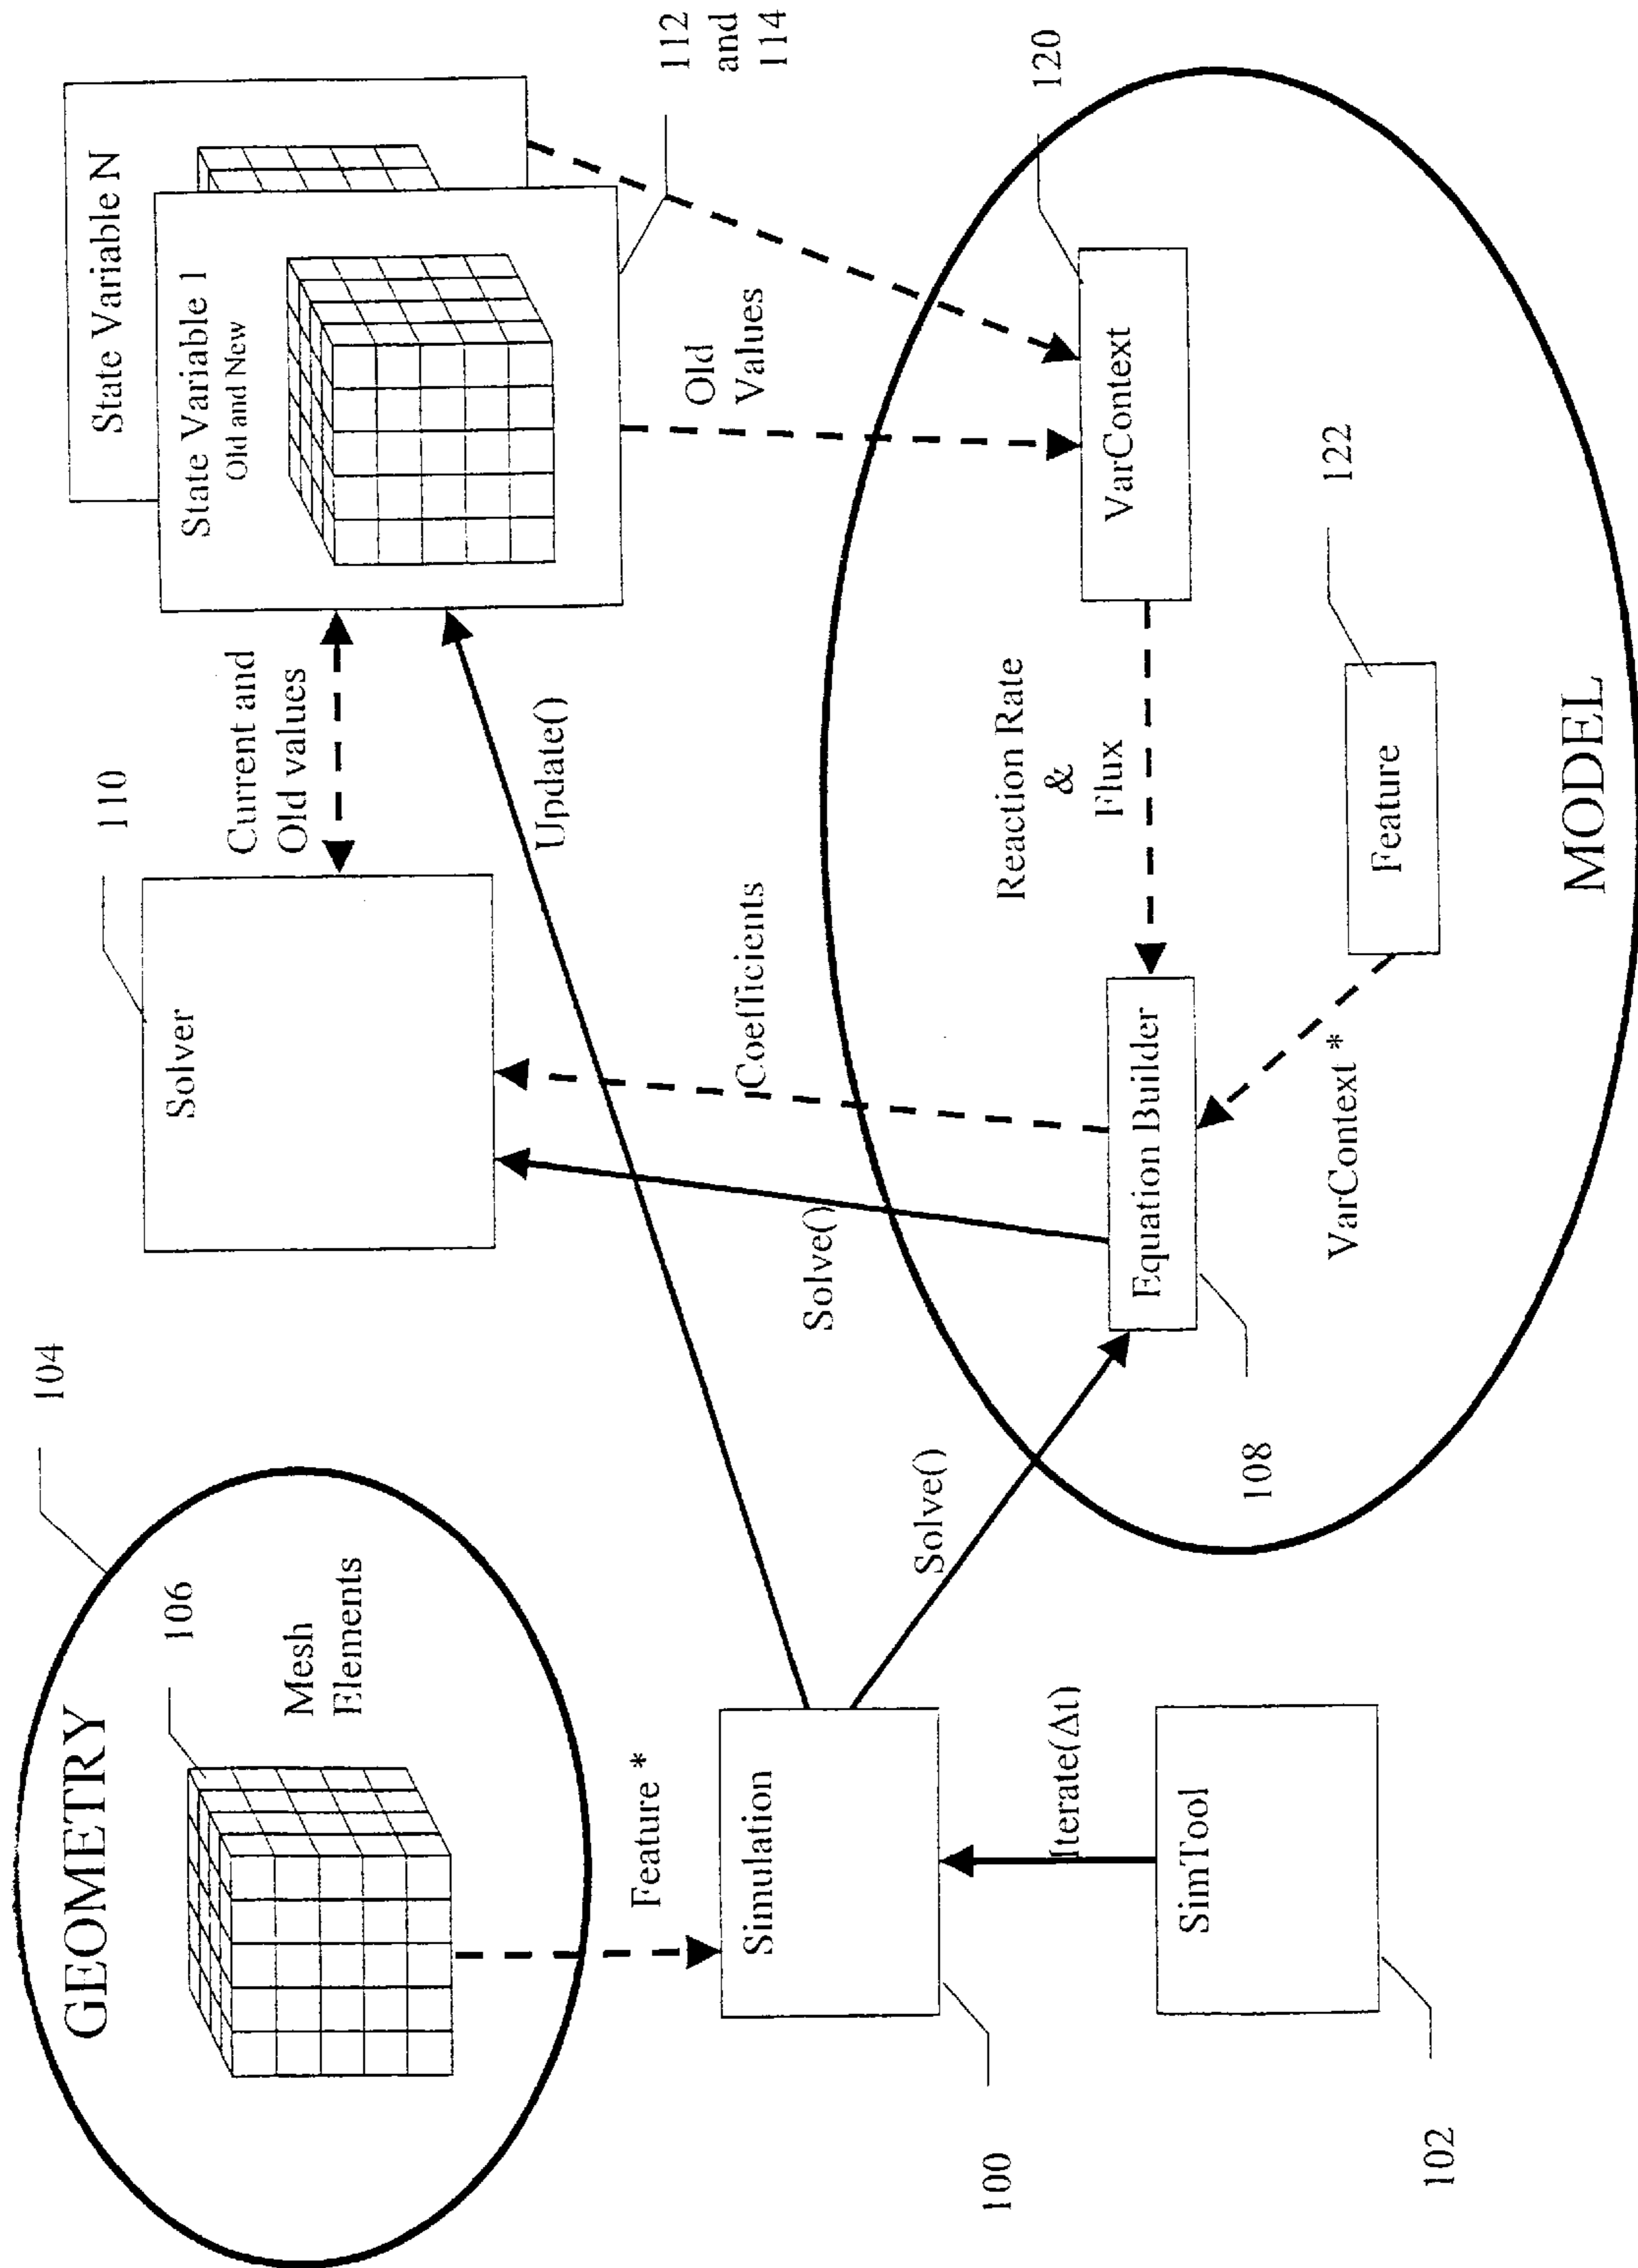 GEOMETRY
104
106
Mesh
Elements
Feature *
Simulation
100
Iterate(Δt)
SimTool
102
Solver
110
Current and
Old values
Update()
State Variable N
State Variable 1
Old and New
112
and
114
Old
Values
Solve()
Coefficients
Solve()
Equation Builder
108
Reaction Rate
&
Flux
VarContext
120
VarContext *
Feature
122
MODEL